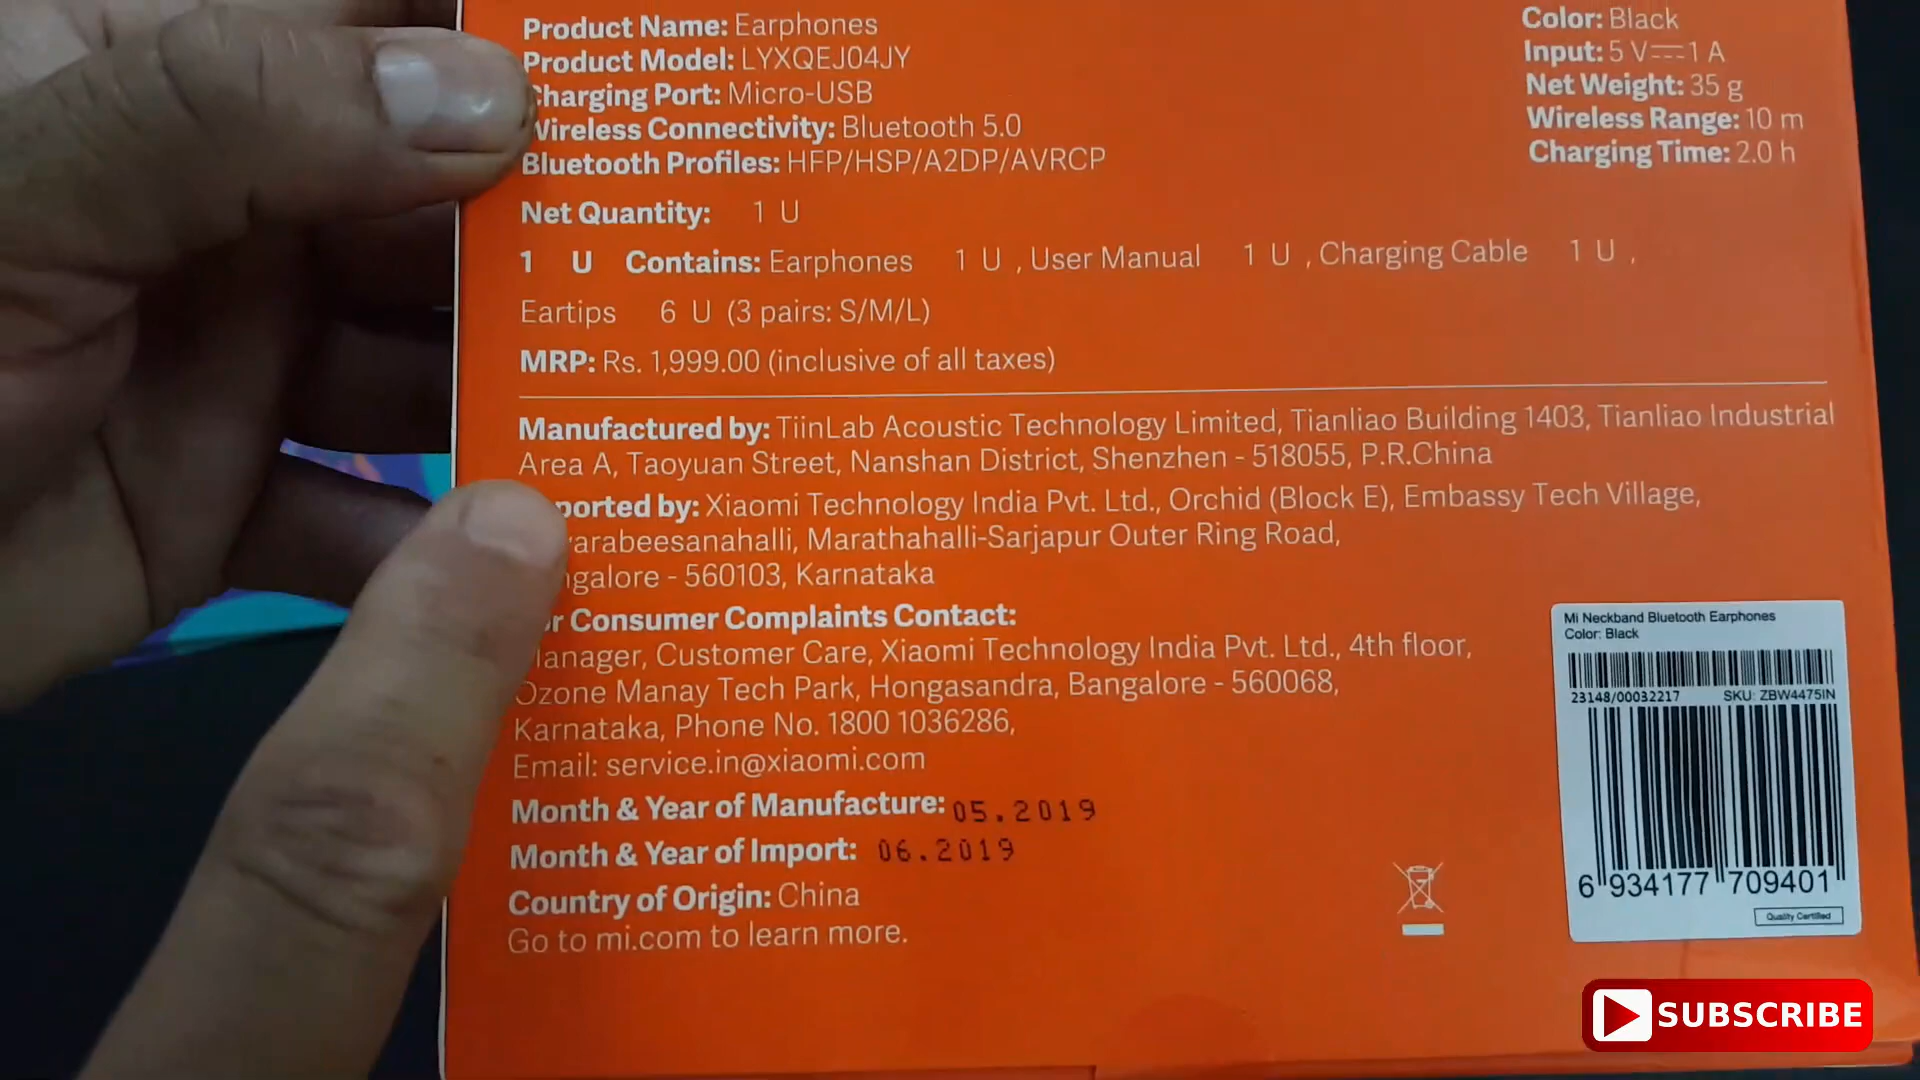 Product Name: Earphones
Product Model: LYXQEJ04JY
Charging Port: Micro-USB
Wireless Connectivity: Bluetooth 5.0
Bluetooth Profiles: HFP/HSP/A2DP/AVRCP
Color: Black
Input: 5 V⎓1 A
Net Weight: 35 g
Wireless Range: 10 m
Charging Time: 2.0 h
Net Quantity: 1 U
1 U Contains: Earphones 1 U , User Manual 1 U , Charging Cable 1 U ,
Eartips 6 U (3 pairs: S/M/L)
MRP: Rs. 1,999.00 (inclusive of all taxes)
Manufactured by: TiinLab Acoustic Technology Limited, Tianliao Building 1403, Tianliao Industrial
Area A, Taoyuan Street, Nanshan District, Shenzhen - 518055, P.R.China
ported by: Xiaomi Technology India Pvt. Ltd., Orchid (Block E), Embassy Tech Village,
arabeesanahalli, Marathahalli-Sarjapur Outer Ring Road,
ngalore - 560103, Karnataka
r Consumer Complaints Contact:
Manager, Customer Care, Xiaomi Technology India Pvt. Ltd., 4th floor,
Ozone Manay Tech Park, Hongasandra, Bangalore - 560068,
Karnataka, Phone No. 1800 1036286,
Email: service.in@xiaomi.com
Month & Year of Manufacture: 05.2019
Month & Year of Import: 06.2019
Country of Origin: China
Go to mi.com to learn more.
Mi Neckband Bluetooth Earphones
Color: Black
23148/00032217 SKU: ZBW4475IN
6 934177 709401
Quality Certified
SUBSCRIBE